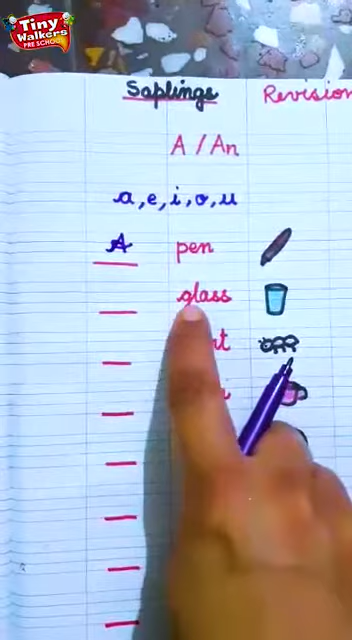 Tiny
Walkers
PRE SCHOOL
Saplings Revision
A / An
a, e, i, o, u
A pen
glass